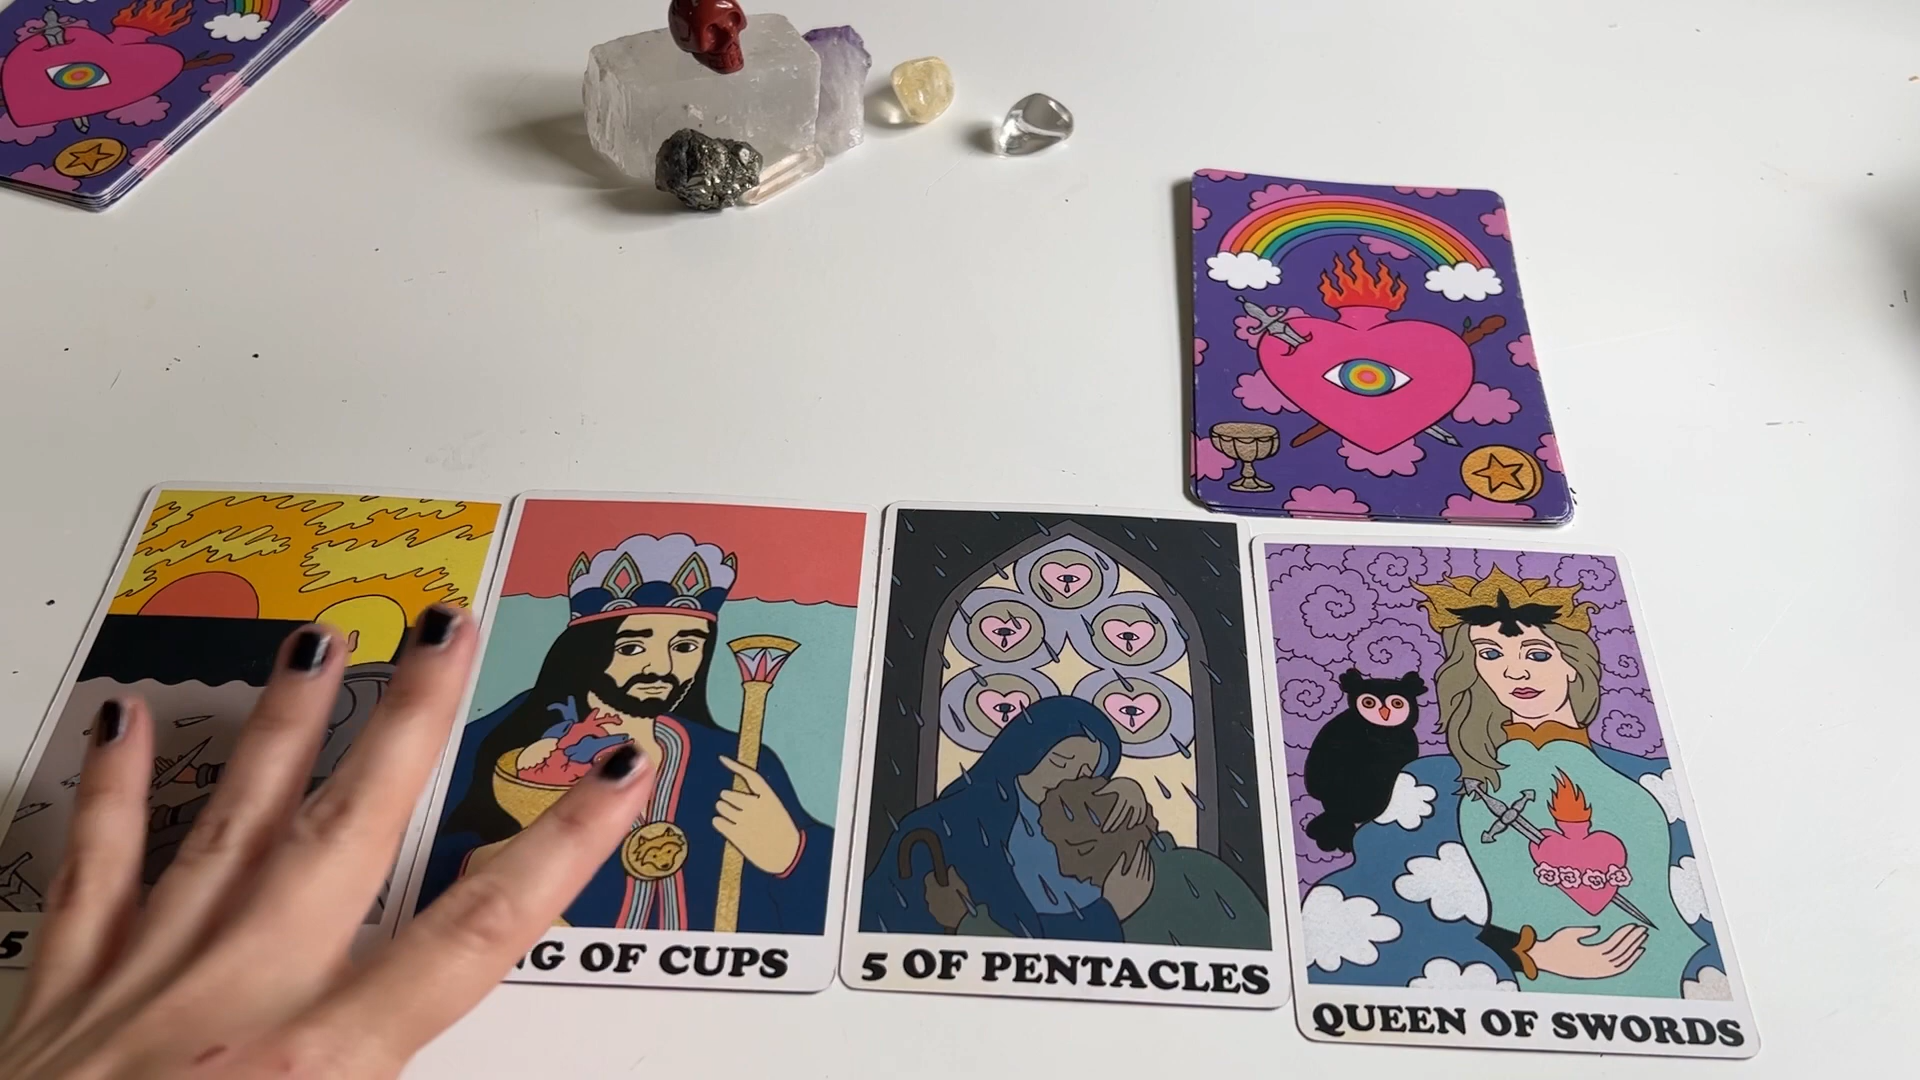 5
NG OF CUPS
5 OF PENTACLES
QUEEN OF SWORDS